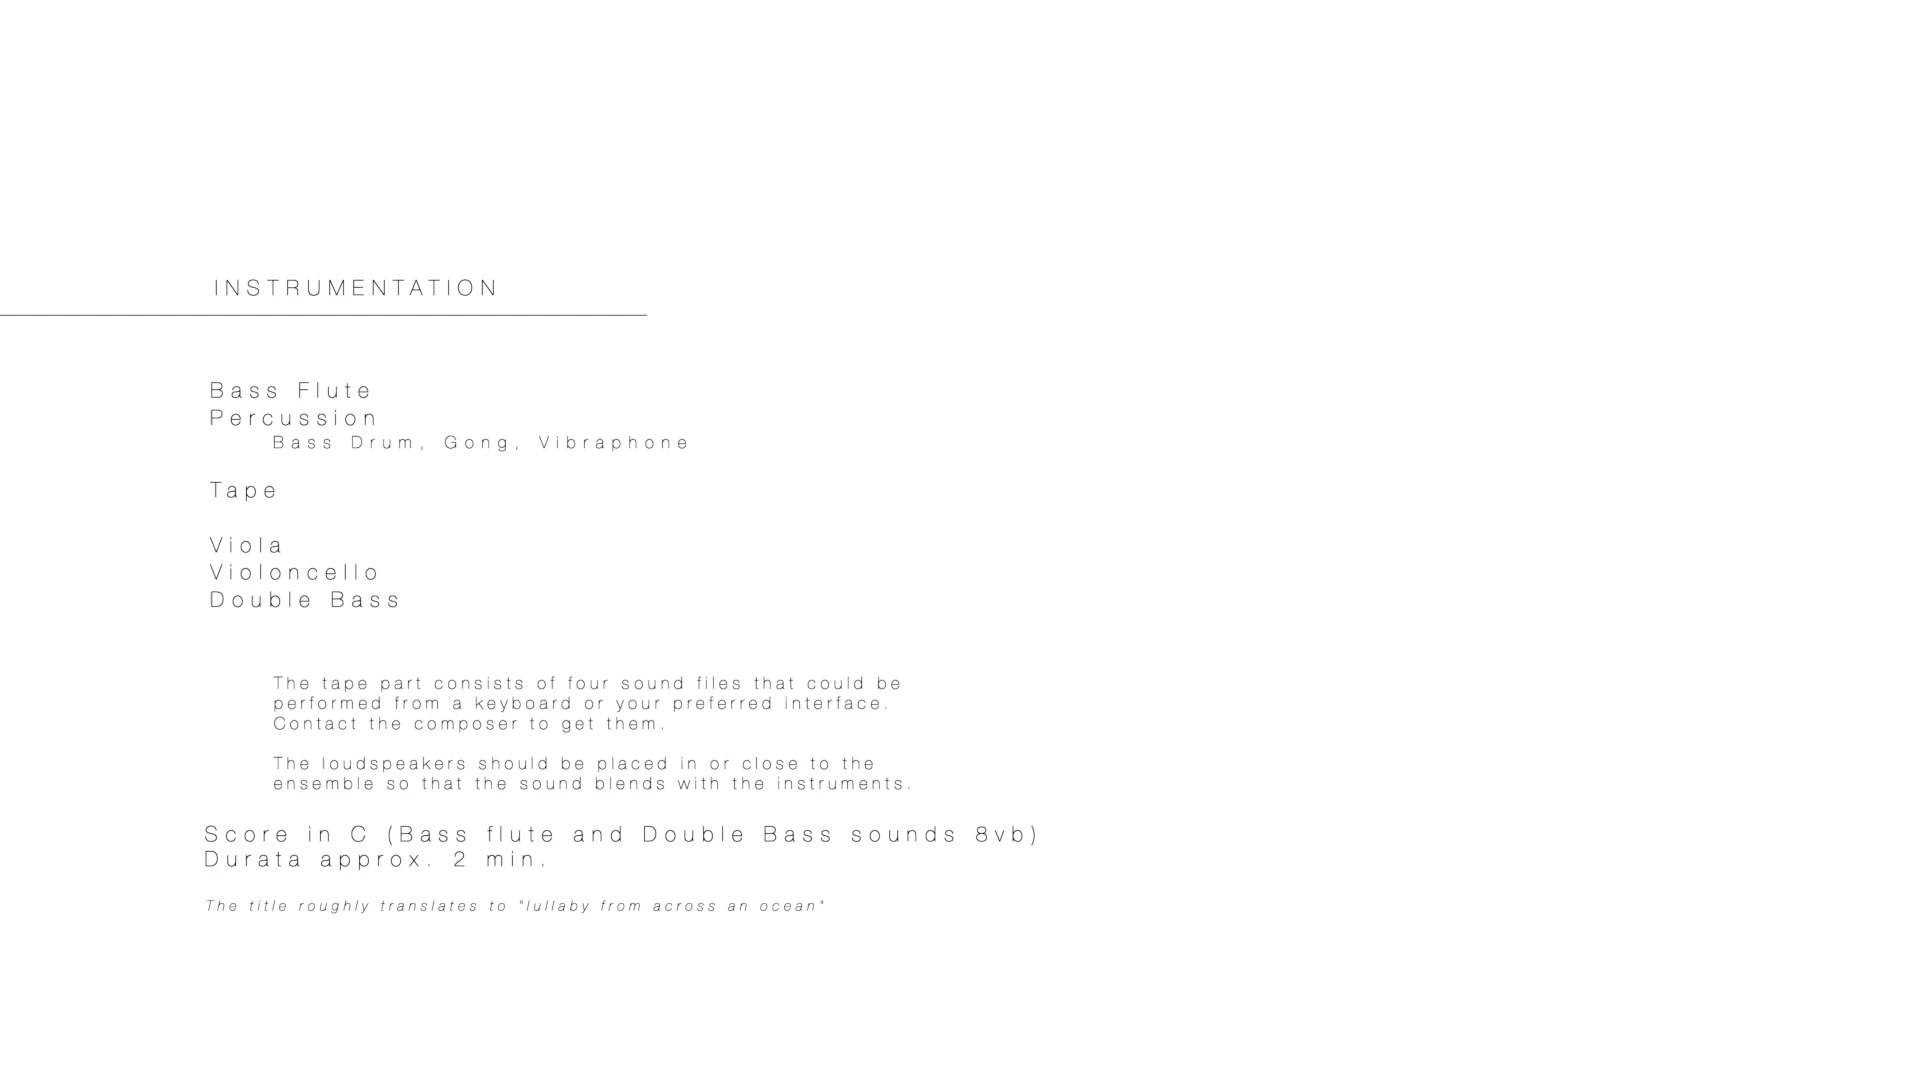 INSTRUMENTATION
Bass Flute
Percussion
Bass Drum, Gong, Vibraphone
Tape
Viola
Violoncello
Double Bass
The tape part consists of four sound files that could be
performed from a keyboard or your preferred interface.
Contact the composer to get them.
The loudspeakers should be placed in or close to the
ensemble so that the sound blends with the instruments.
Score in C (Bass flute and Double Bass sounds 8vb)
Durata approx. 2 min.
The title roughly translates to "lullaby from across an ocean"